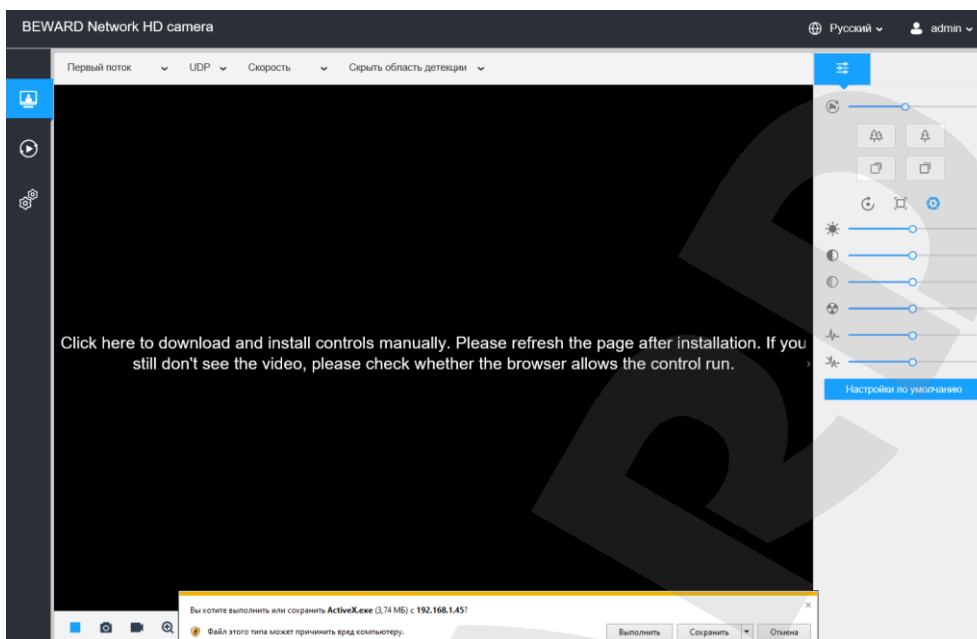 BEWARD Network HD camera
Русский
admin
Первый поток
UDP
Скорость
Скрыть область детекции
Click here to download and install controls manually. Please refresh the page after installation. If you
still don't see the video, please check whether the browser allows the control run.
Настройки по умолчанию
Вы хотите выполнить или сохранить ActiveX.exe (3,74 МБ) с 192.168.1.45?
Файл этого типа может причинить вред компьютеру.
Выполнить
Сохранить
Отмена